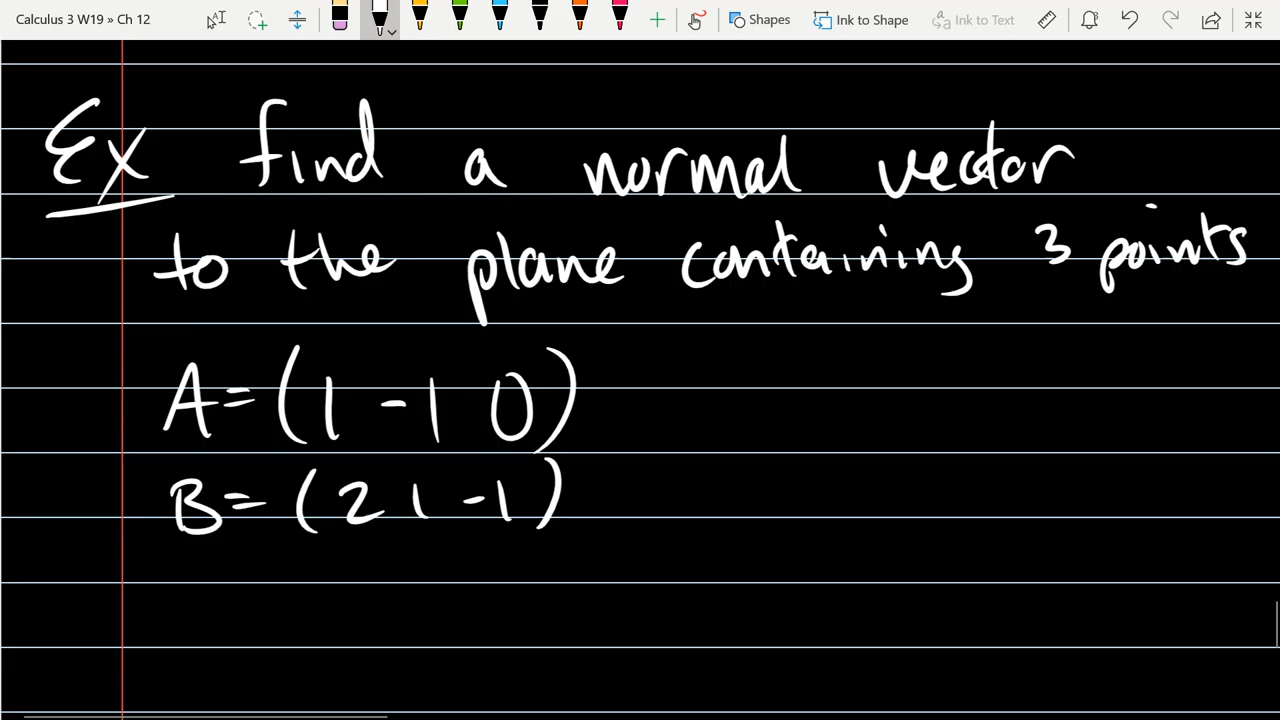 Calculus 3 W19 » Ch 12
Shapes
Ink to Shape
Ink to Text
Ex find a normal vector
to the plane containing 3 points
A = (1 -1 0)
B = (2 1 -1)